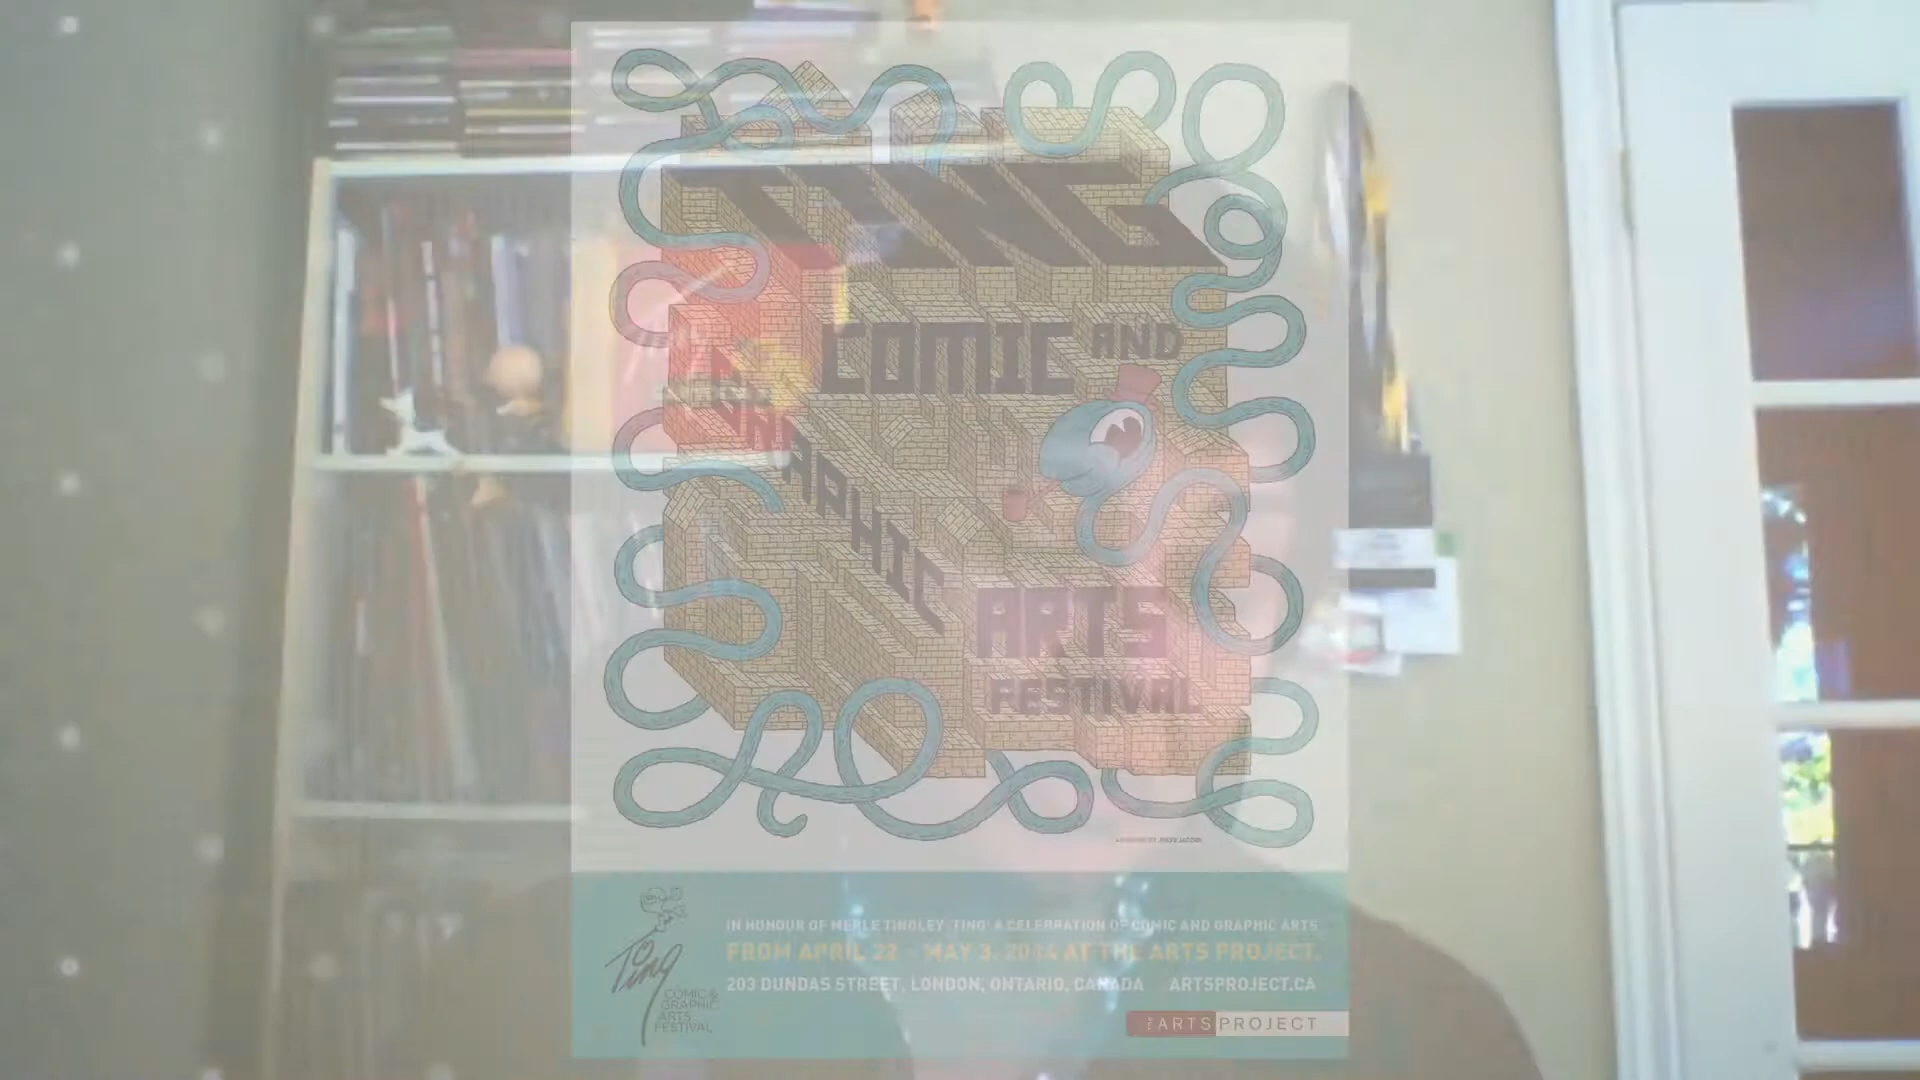 TING
COMIC AND
GRAPHIC
ARTS
FESTIVAL
IN HONOUR OF MERLE TINGLEY 'TING' A CELEBRATION OF COMIC AND GRAPHIC ARTS
FROM APRIL 22 - MAY 3, 2014 AT THE ARTS PROJECT.
203 DUNDAS STREET, LONDON, ONTARIO, CANADA ARTSPROJECT.CA
Ting
COMIC &
GRAPHIC
ARTS
FESTIVAL
THE ARTS PROJECT